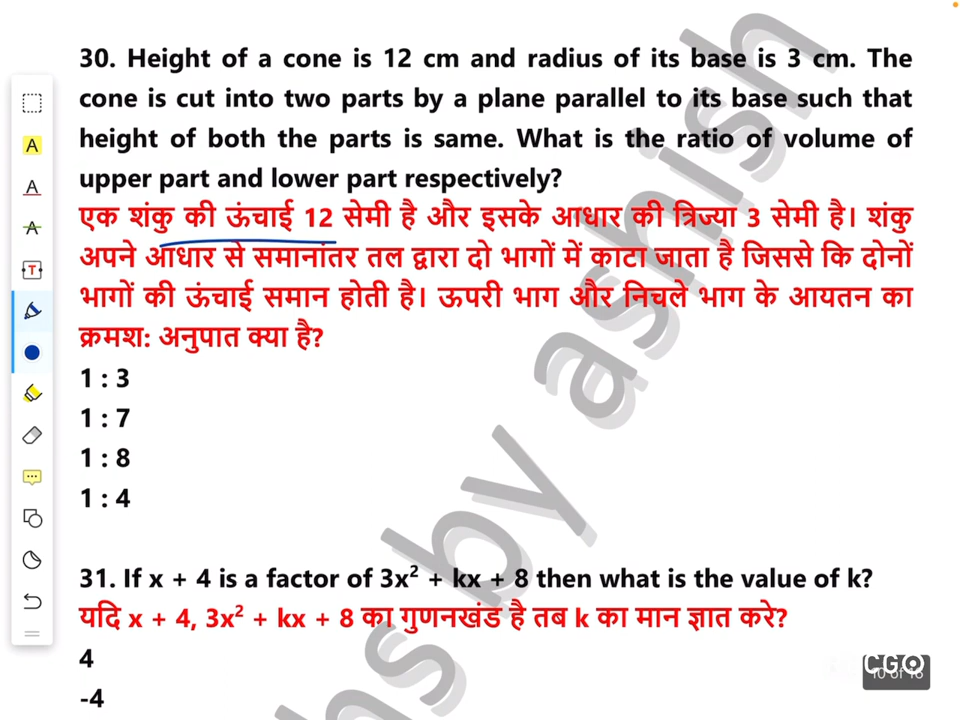 30. Height of a cone is 12 cm and radius of its base is 3 cm. The
cone is cut into two parts by a plane parallel to its base such that
height of both the parts is same. What is the ratio of volume of
upper part and lower part respectively?
एक शंकु की ऊंचाई 12 सेमी है और इसके आधार की त्रिज्या 3 सेमी है। शंकु
अपने आधार से समानांतर तल द्वारा दो भागों में काटा जाता है जिससे कि दोनों
भागों की ऊंचाई समान होती है। ऊपरी भाग और निचले भाग के आयतन का
क्रमश: अनुपात क्या है?
1 : 3
1 : 7
1 : 8
1 : 4
31. If x + 4 is a factor of 3x² + kx + 8 then what is the value of k?
यदि x + 4, 3x² + kx + 8 का गुणनखंड है तब k का मान ज्ञात करे?
4
-4
hs by ashish
A
A
A
T